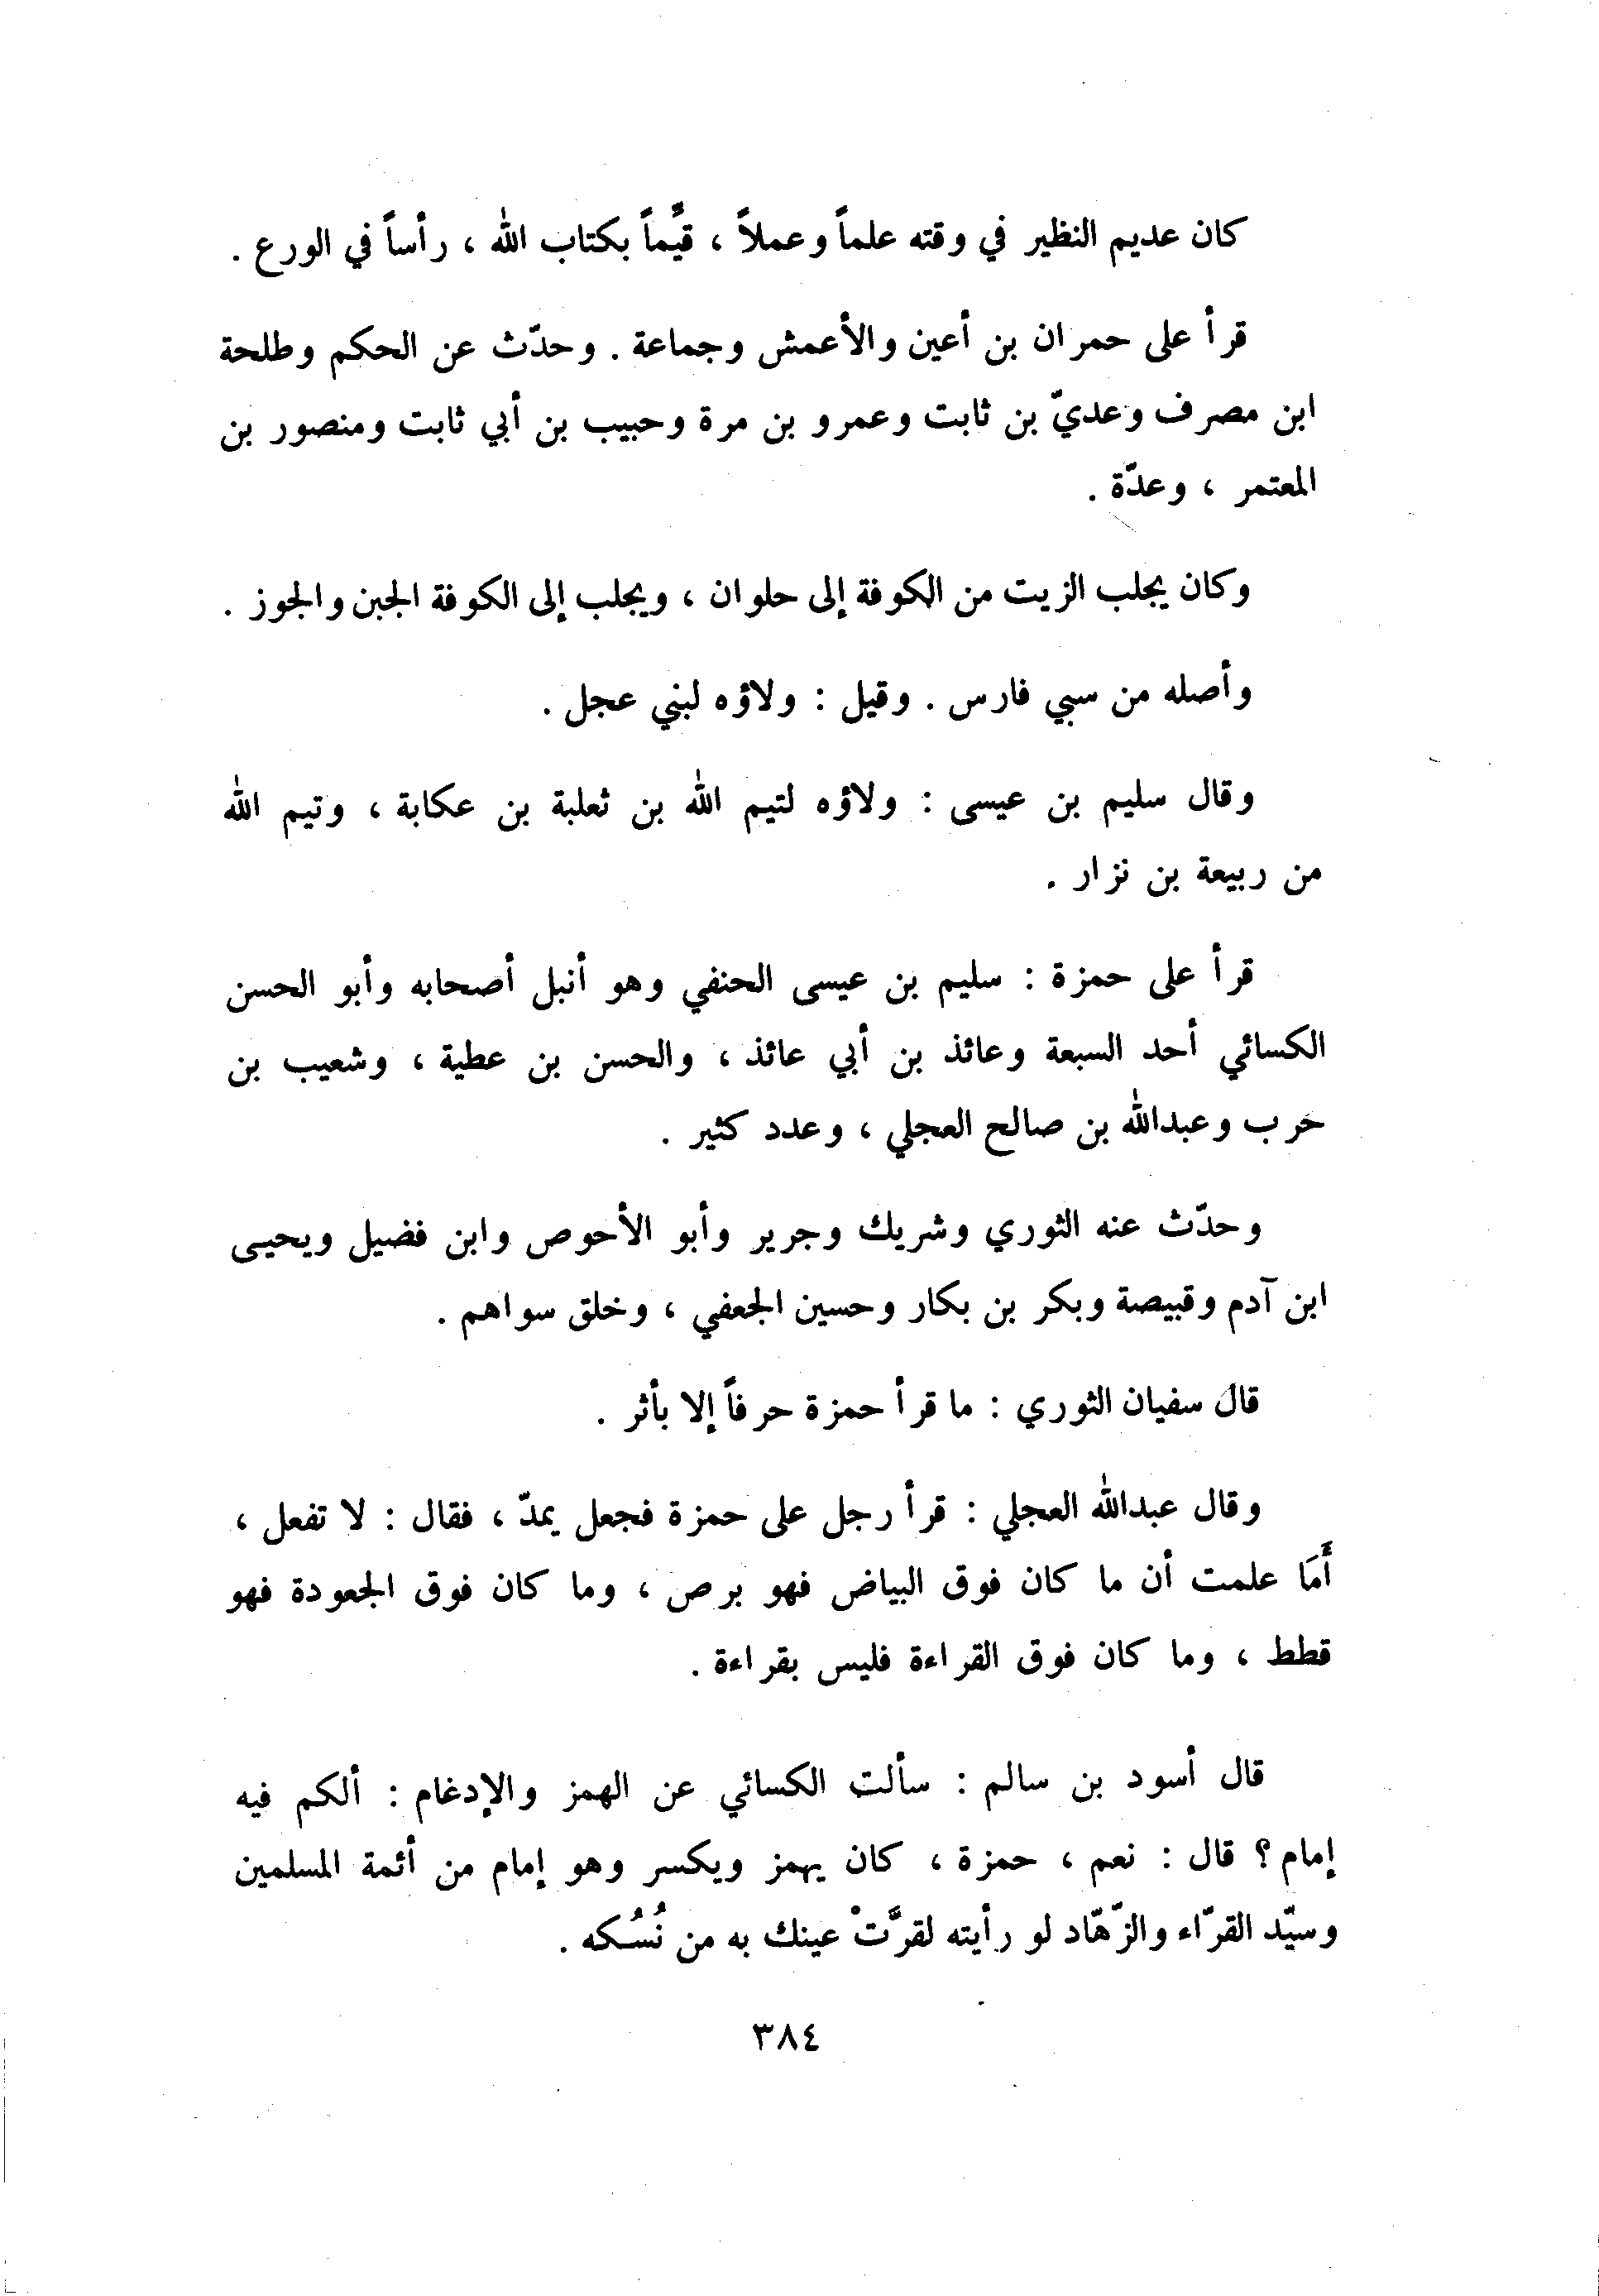 كان عديم النظير في وقته علماً وعملاً ، قيِّماً بكتاب الله ، رأساً في الورع .
قرأ على حمران بن أعين والأعمش وجماعة . وحدّث عن الحكم وطلحة
ابن مصرف وعديّ بن ثابت وعمرو بن مرة وحبيب بن أبي ثابت ومنصور بن
المعتمر ، وعدّة .
وكان يجلب الزيت من الكوفة إلى حلوان ، ويجلب إلى الكوفة الجبن والجوز .
وأصله من سبي فارس . وقيل : ولاؤه لبني عجل .
وقال سليم بن عيسى : ولاؤه لتيم الله بن ثعلبة بن عكابة ، وتيم الله
من ربيعة بن نزار .
قرأ على حمزة : سليم بن عيسى الحنفي وهو أنبل أصحابه وأبو الحسن
الكسائي أحد السبعة وعائذ بن أبي عائذ ، والحسن بن عطية ، وشعيب بن
حرب وعبدالله بن صالح العجلي ، وعدد كثير .
وحدّث عنه الثوري وشريك وجرير وأبو الأحوص وابن فضيل ويحيى
ابن آدم وقبيصة وبكر بن بكار وحسين الجعفي ، وخلق سواهم .
قال سفيان الثوري : ما قرأ حمزة حرفاً إلا بأثر .
وقال عبدالله العجلي : قرأ رجل على حمزة فجعل يمدّ ، فقال : لا تفعل ،
أَمَا علمت أن ما كان فوق البياض فهو برص ، وما كان فوق الجعودة فهو
قطط ، وما كان فوق القراءة فليس بقراءة .
قال أسود بن سالم : سألت الكسائي عن الهمز والإدغام : ألكم فيه
إمام ؟ قال : نعم ، حمزة ، كان يهمز ويكسر وهو إمام من أئمة المسلمين
وسيّد القرّاء والزّهّاد لو رأيته لقرَّتْ عينك به من نُسُكه .
٣٨٤